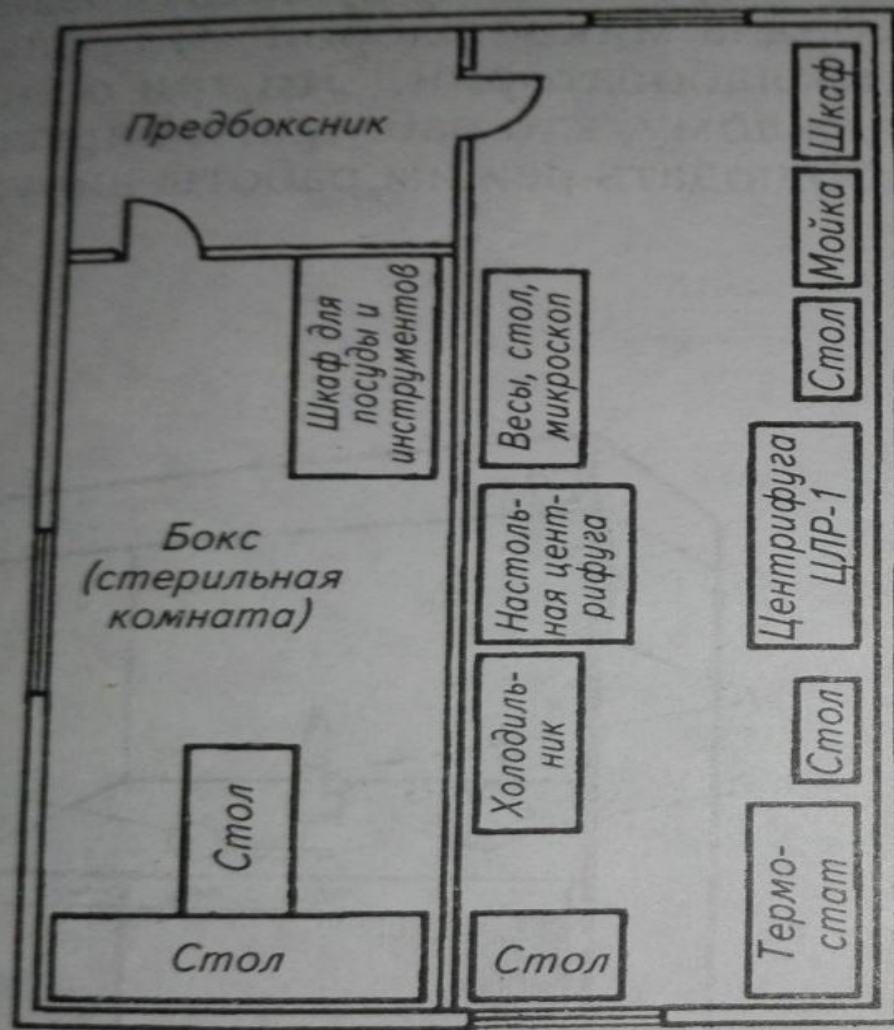 Предбоксник
Шкаф для
посуды и
инструментов
Бокс
(стерильная
комната)
Стол
Стол
Весы, стол,
микроскоп
Настоль-
ная цент-
рифуга
Холодиль-
ник
Стол
Шкаф
Мойка
Стол
Центрифуга
ЦЛР-1
Стол
Термо-
стат